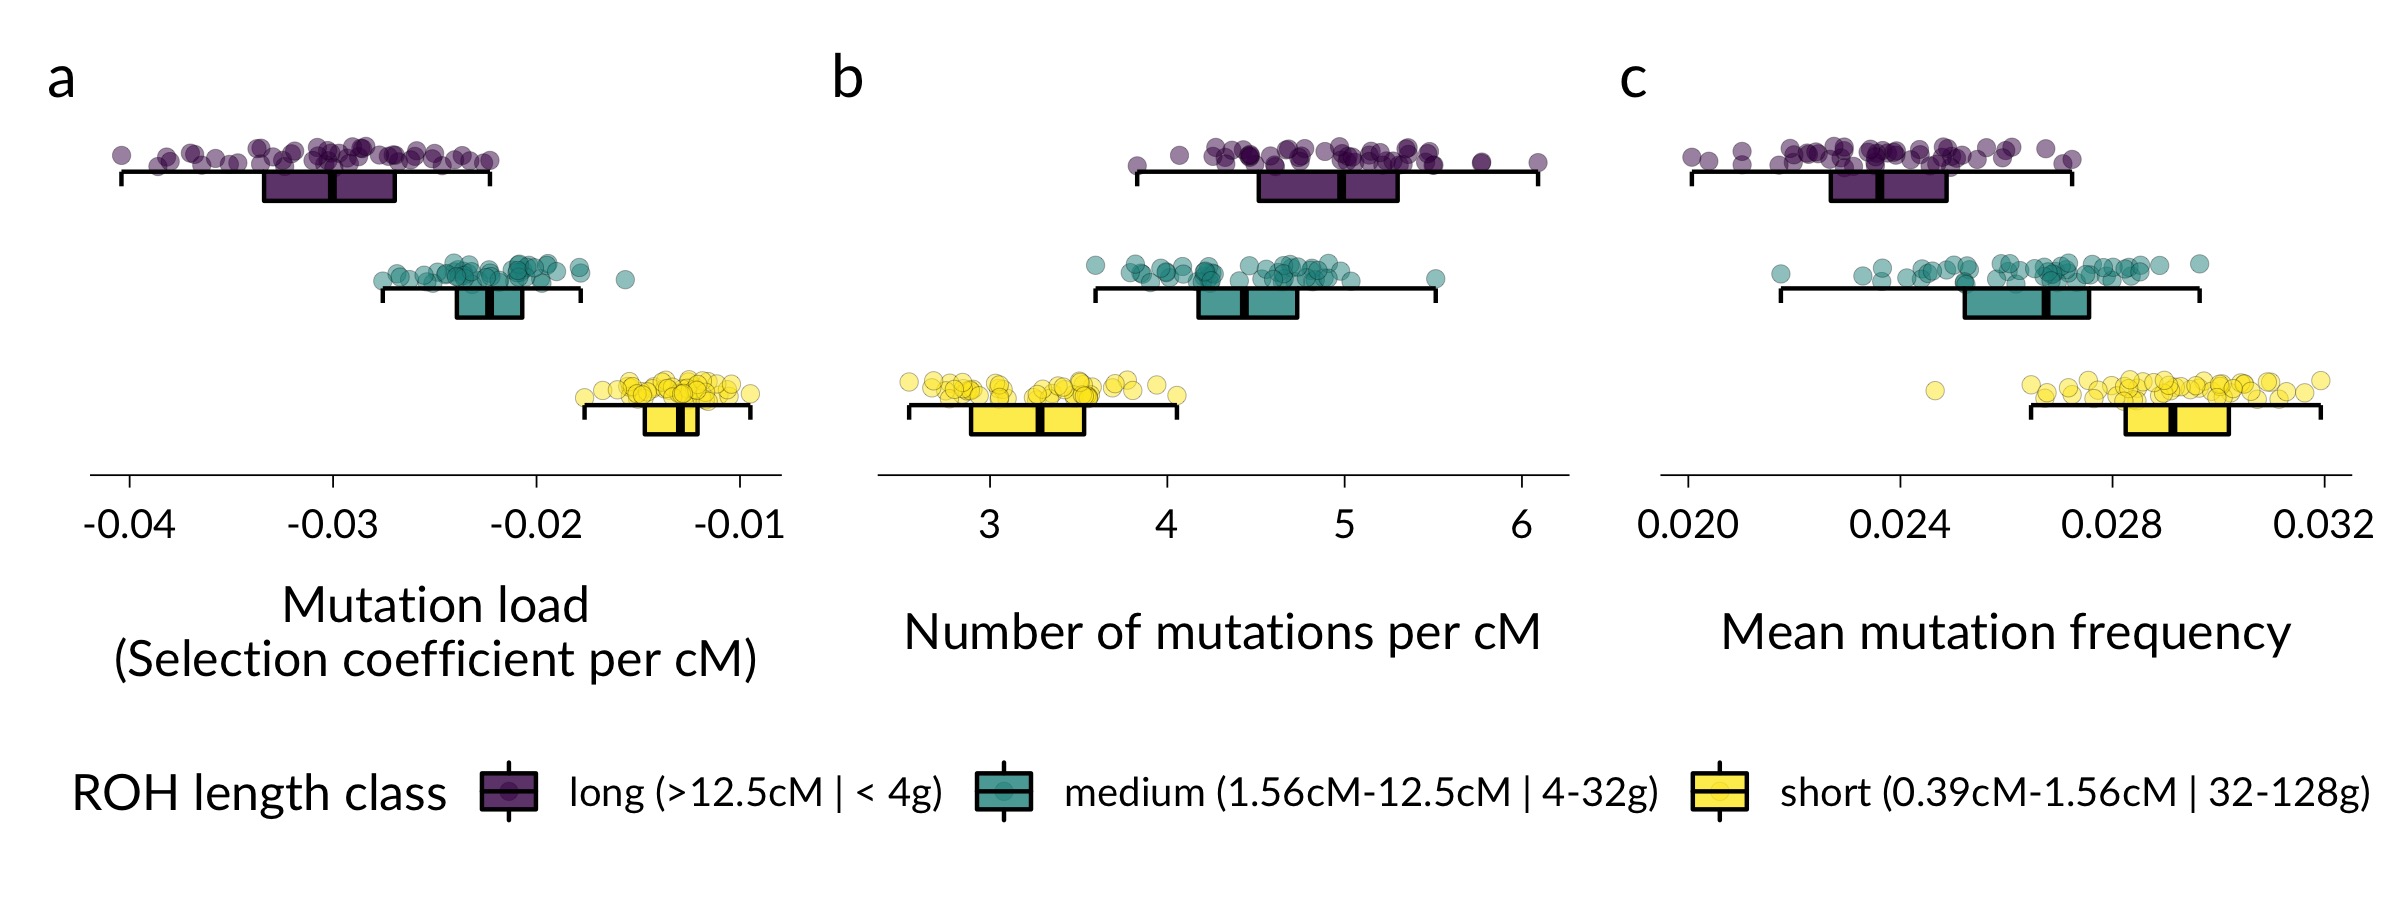 a
b
c
-0.04 -0.03 -0.02 -0.01
3 4 5 6
0.020 0.024 0.028 0.032
Mutation load
(Selection coefficient per cM)
Number of mutations per cM
Mean mutation frequency
ROH length class long (>12.5cM | < 4g) medium (1.56cM-12.5cM | 4-32g) short (0.39cM-1.56cM | 32-128g)